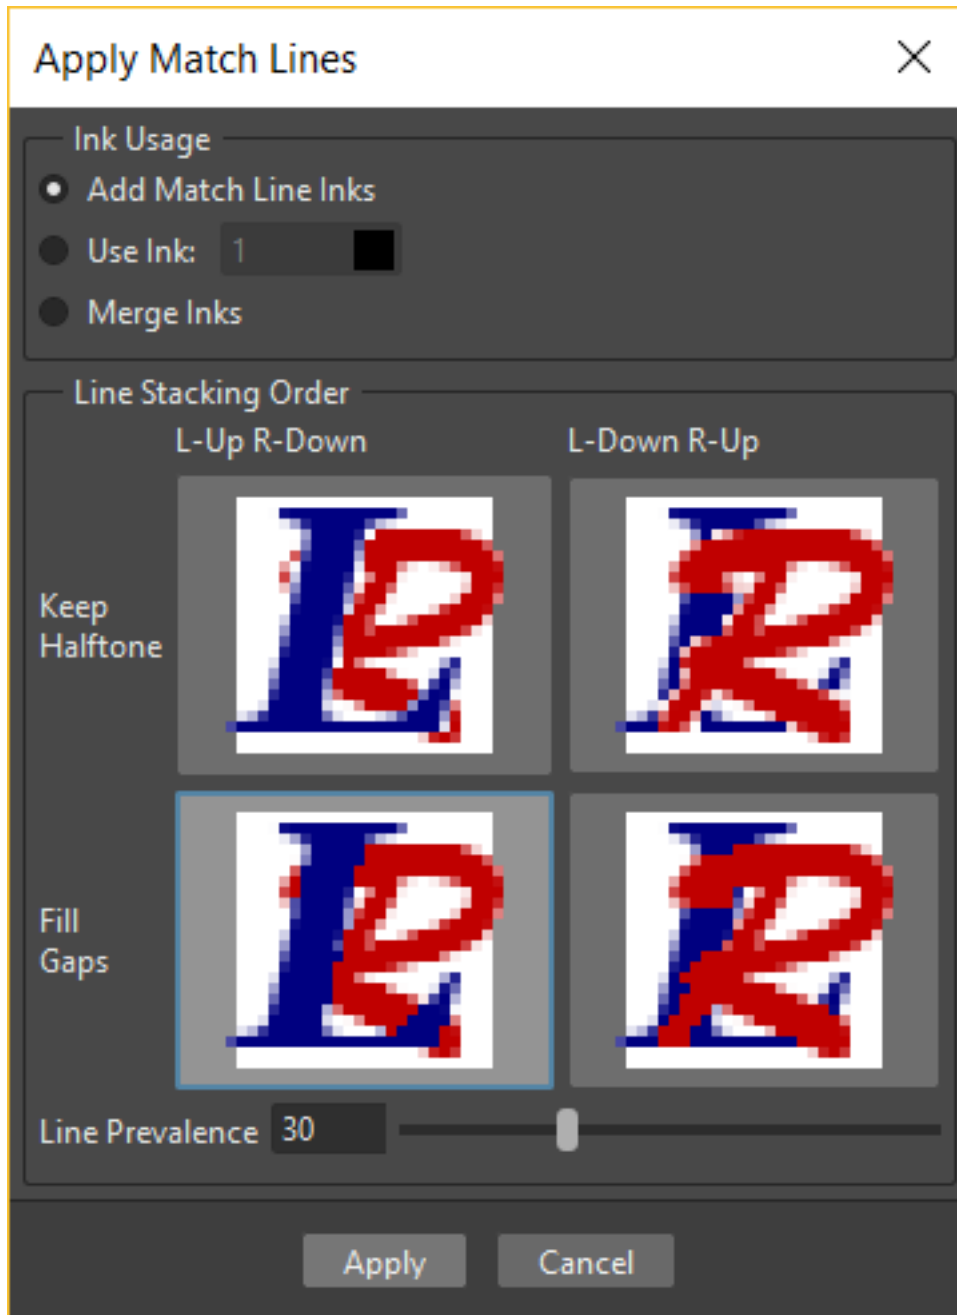 Apply Match Lines
Ink Usage
Add Match Line Inks
Use Ink: 1
Merge Inks
Line Stacking Order
L-Up R-Down L-Down R-Up
Keep
Halftone
L R L R
Fill
Gaps
L R L R
Line Prevalence 30
Apply Cancel